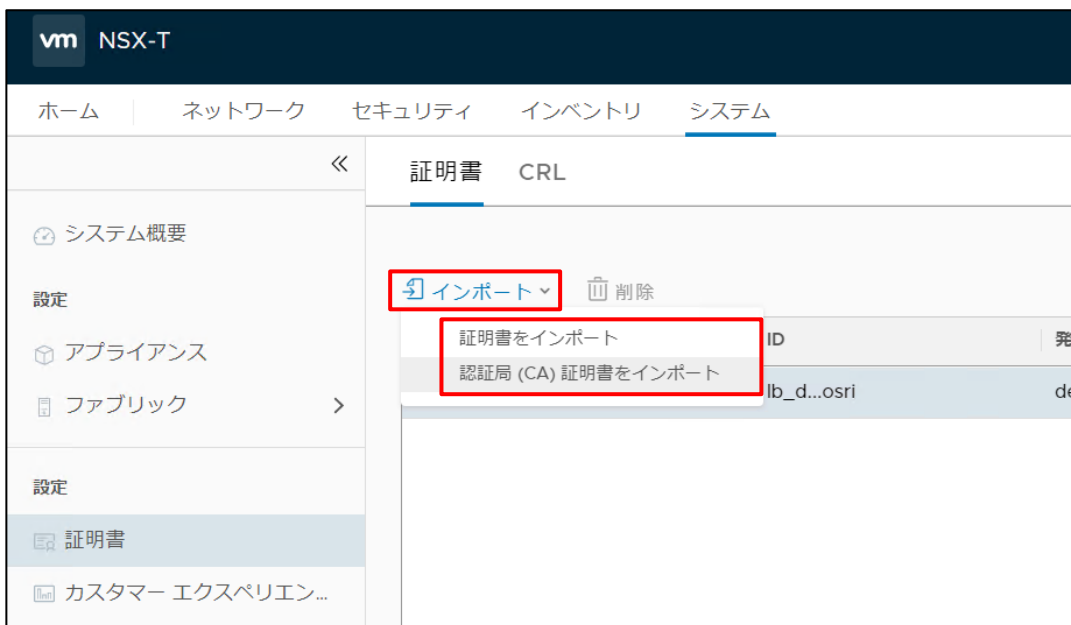 vm NSX-T
ホーム ネットワーク セキュリティ インベントリ システム
«
証明書 CRL
システム概要
設定
アプライアンス
ファブリック
設定
証明書
カスタマー エクスペリエン...
インポート 削除
証明書をインポート
認証局 (CA) 証明書をインポート
ID 発
lb_d...osri de